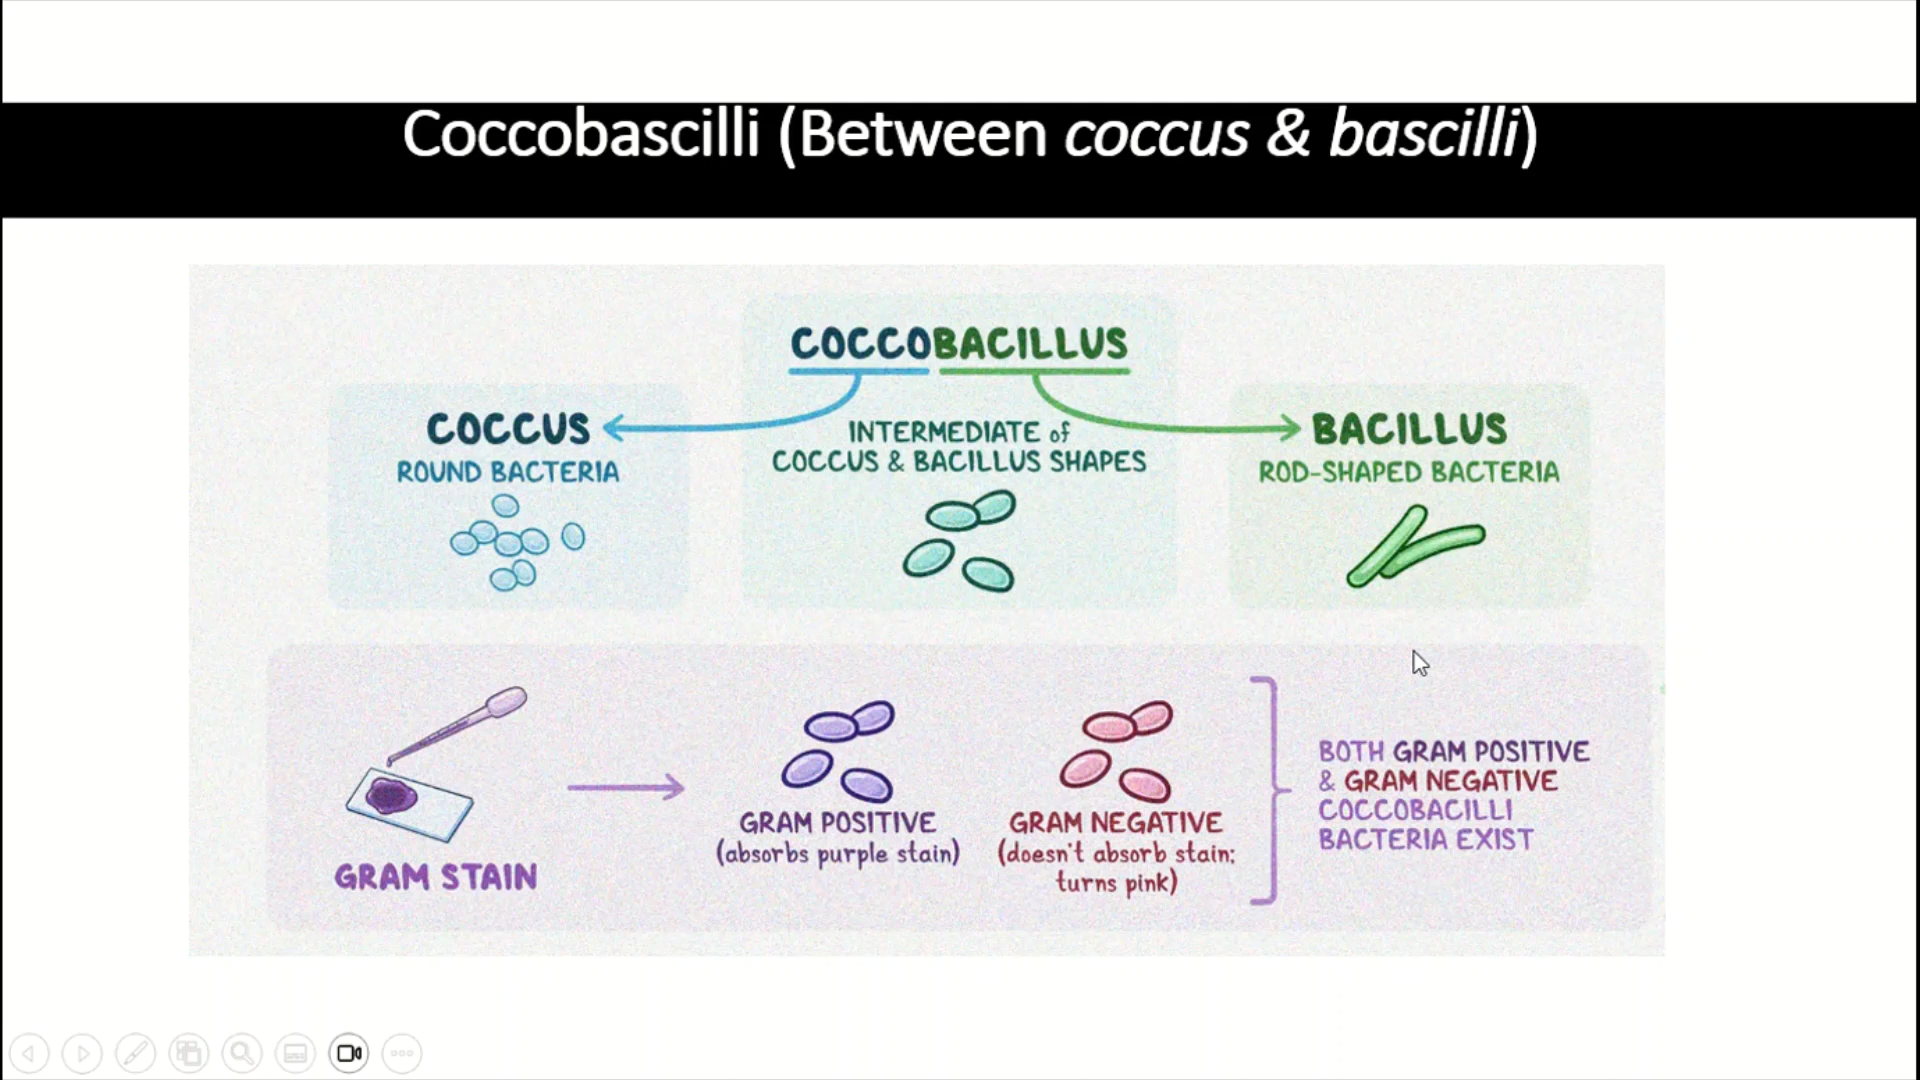 Coccobascilli (Between coccus & bascilli)
COCCOBACILLUS
COCCUS
ROUND BACTERIA
INTERMEDIATE of
COCCUS & BACILLUS SHAPES
BACILLUS
ROD-SHAPED BACTERIA
GRAM STAIN
GRAM POSITIVE
(absorbs purple stain)
GRAM NEGATIVE
(doesn't absorb stain;
turns pink)
BOTH GRAM POSITIVE
& GRAM NEGATIVE
COCCOBACILLI
BACTERIA EXIST